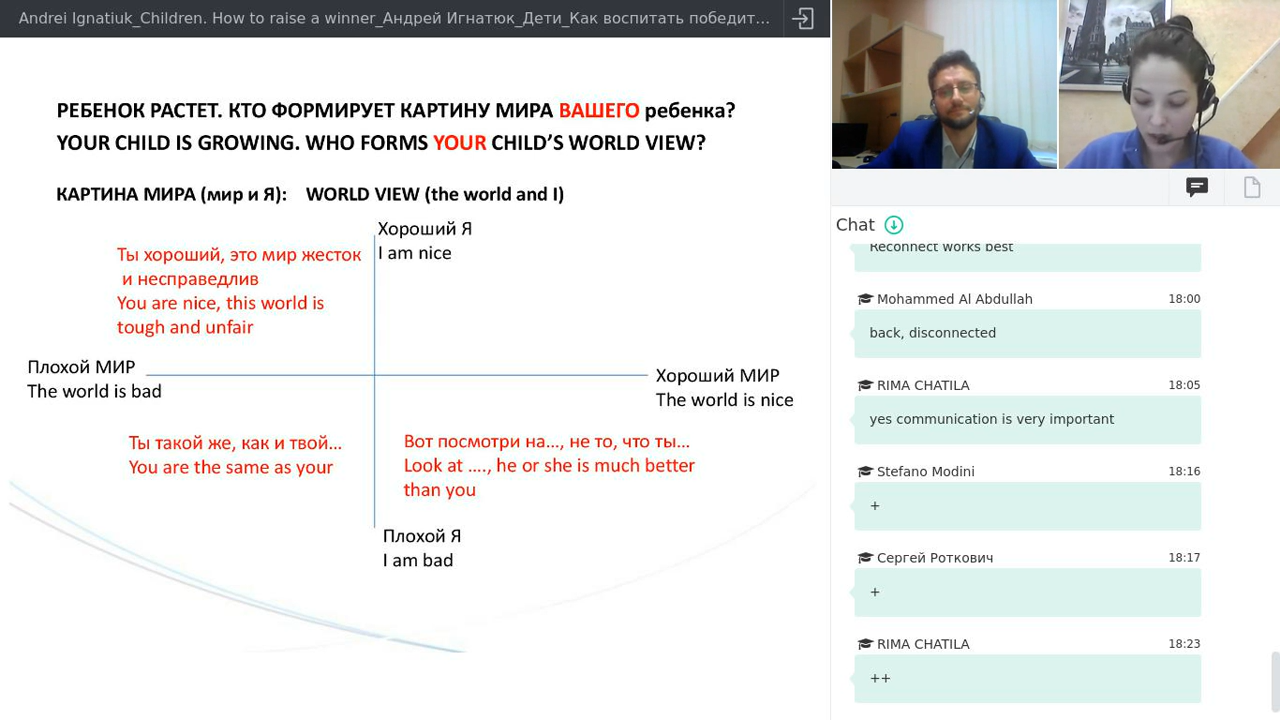 Andrei Ignatiuk_Children. How to raise a winner_Андрей Игнатюк_Дети_Как воспитать победит...
РЕБЕНОК РАСТЕТ. КТО ФОРМИРУЕТ КАРТИНУ МИРА ВАШЕГО ребенка?
YOUR CHILD IS GROWING. WHO FORMS YOUR CHILD’S WORLD VIEW?
КАРТИНА МИРА (мир и Я): WORLD VIEW (the world and I)
Хороший Я
I am nice
Ты хороший, это мир жесток
и несправедлив
You are nice, this world is
tough and unfair
Плохой МИР
The world is bad
Хороший МИР
The world is nice
Ты такой же, как и твой…
You are the same as your
Вот посмотри на…, не то, что ты…
Look at …., he or she is much better
than you
Плохой Я
I am bad
Chat
Reconnect works best
Mohammed Al Abdullah 18:00
back, disconnected
RIMA CHATILA 18:05
yes communication is very important
Stefano Modini 18:16
+
Сергей Роткович 18:17
+
RIMA CHATILA 18:23
++